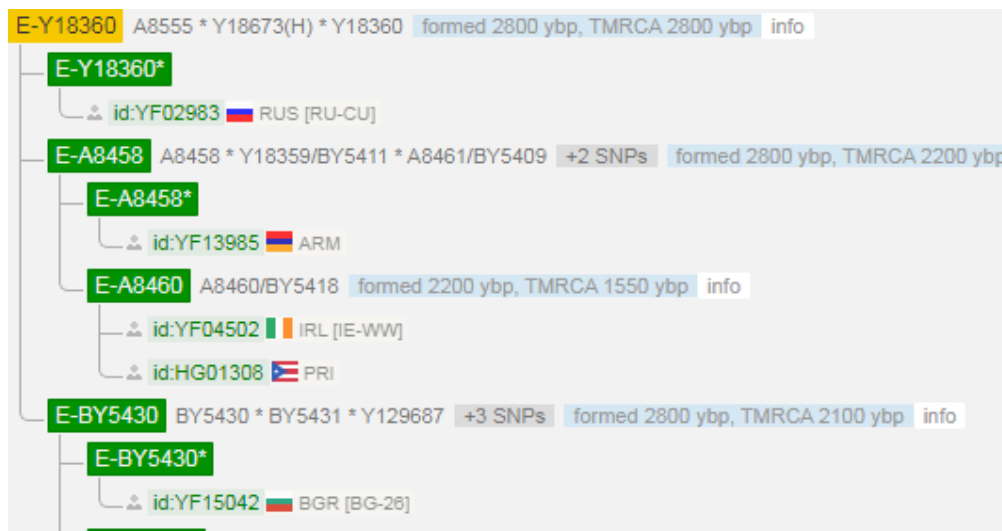 E-Y18360 A8555 * Y18673(H) * Y18360 formed 2800 ybp, TMRCA 2800 ybp info
E-Y18360*
id:YF02983 RUS [RU-CU]
E-A8458 A8458 * Y18359/BY5411 * A8461/BY5409 +2 SNPs formed 2800 ybp, TMRCA 2200 ybp
E-A8458*
id:YF13985 ARM
E-A8460 A8460/BY5418 formed 2200 ybp, TMRCA 1550 ybp info
id:YF04502 IRL [IE-WW]
id:HG01308 PRI
E-BY5430 BY5430 * BY5431 * Y129687 +3 SNPs formed 2800 ybp, TMRCA 2100 ybp info
E-BY5430*
id:YF15042 BGR [BG-26]